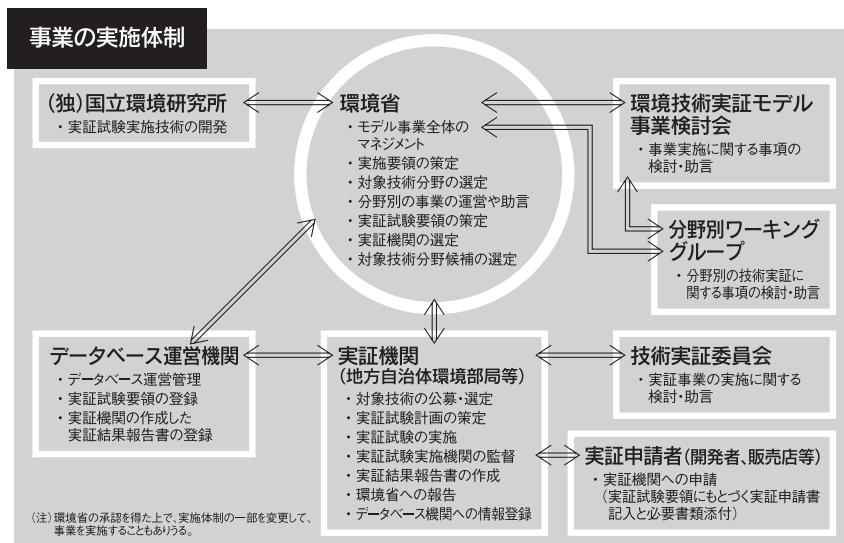 事業の実施体制
(独)国立環境研究所
・実証試験実施技術の開発
環境省
・モデル事業全体の
マネジメント
・実施要領の策定
・対象技術分野の選定
・分野別の事業の運営や助言
・実証試験要領の策定
・実証機関の選定
・対象技術分野候補の選定
環境技術実証モデル
事業検討会
・事業実施に関する事項の
検討・助言
分野別ワーキング
グループ
・分野別の技術実証に
関する事項の検討・助言
データベース運営機関
・データベース運営管理
・実証試験要領の登録
・実証機関の作成した
実証結果報告書の登録
実証機関
(地方自治体環境部局等)
・対象技術の公募・選定
・実証試験計画の策定
・実証試験の実施
・実証試験実施機関の監督
・実証結果報告書の作成
・環境省への報告
・データベース機関への情報登録
技術実証委員会
・実証事業の実施に関する
検討・助言
実証申請者(開発者、販売店等)
・実証機関への申請
(実証試験要領にもとづく実証申請書
記入と必要書類添付)
(注)環境省の承認を得た上で、実施体制の一部を変更して、
事業を実施することもありうる。